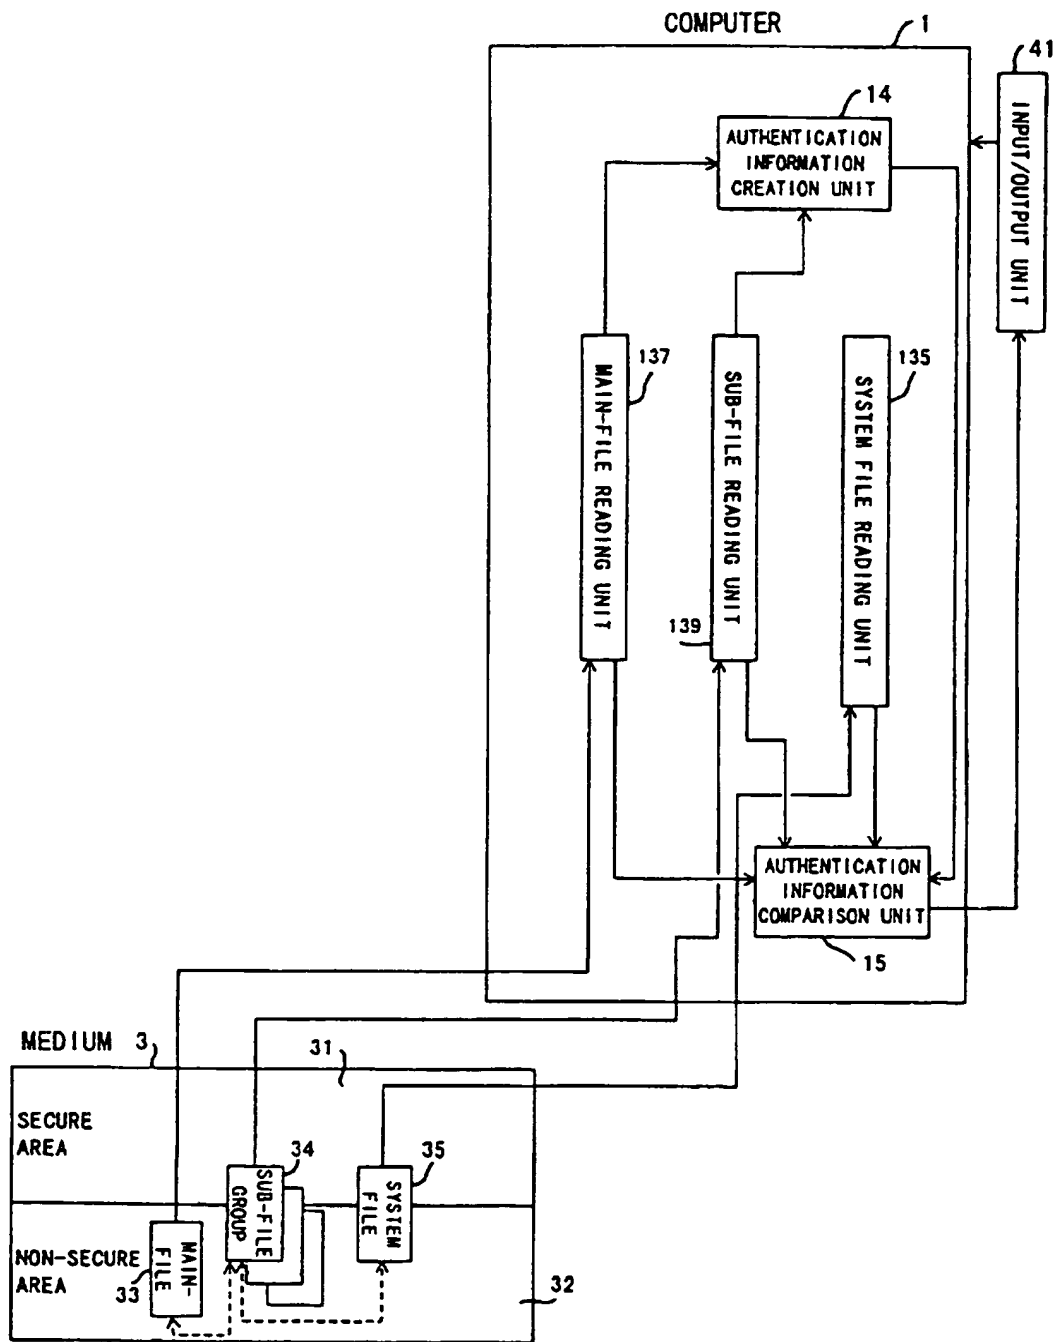 COMPUTER
1
41
14
AUTHENTICATION
INFORMATION
CREATION UNIT
INPUT/OUTPUT UNIT
137
MAIN-FILE READING UNIT
SUB-FILE READING UNIT
139
135
SYSTEM FILE READING UNIT
AUTHENTICATION
INFORMATION
COMPARISON UNIT
15
MEDIUM
3
31
SECURE
AREA
34
SUB-FILE
GROUP
35
SYSTEM
FILE
NON-SECURE
AREA
33
MAIN-
FILE
32